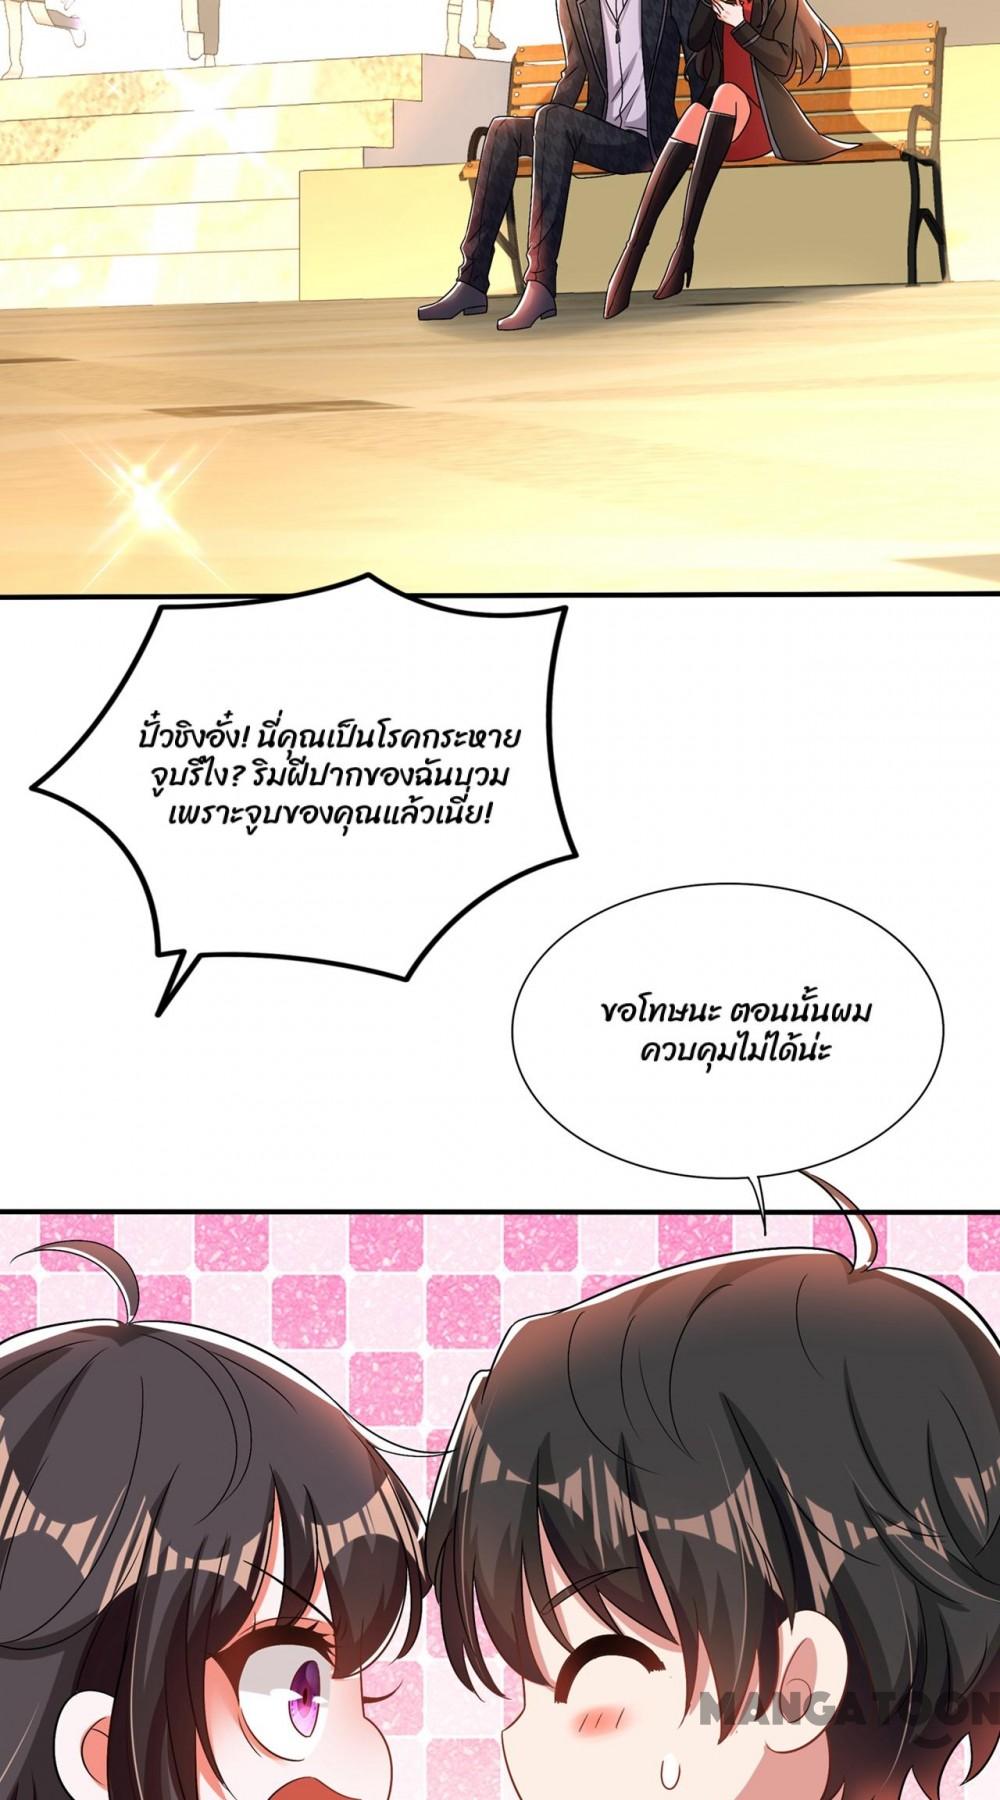 ปั๋วชิงอั๋ง! นี่คุณเป็นโรคกระหาย
จูบรึไง? ริมฝีปากของฉันบวม
เพราะจูบของคุณแล้วเนี่ย!
ขอโทษนะ ตอนนั้นผม
ควบคุมไม่ได้น่ะ
MANGATOON